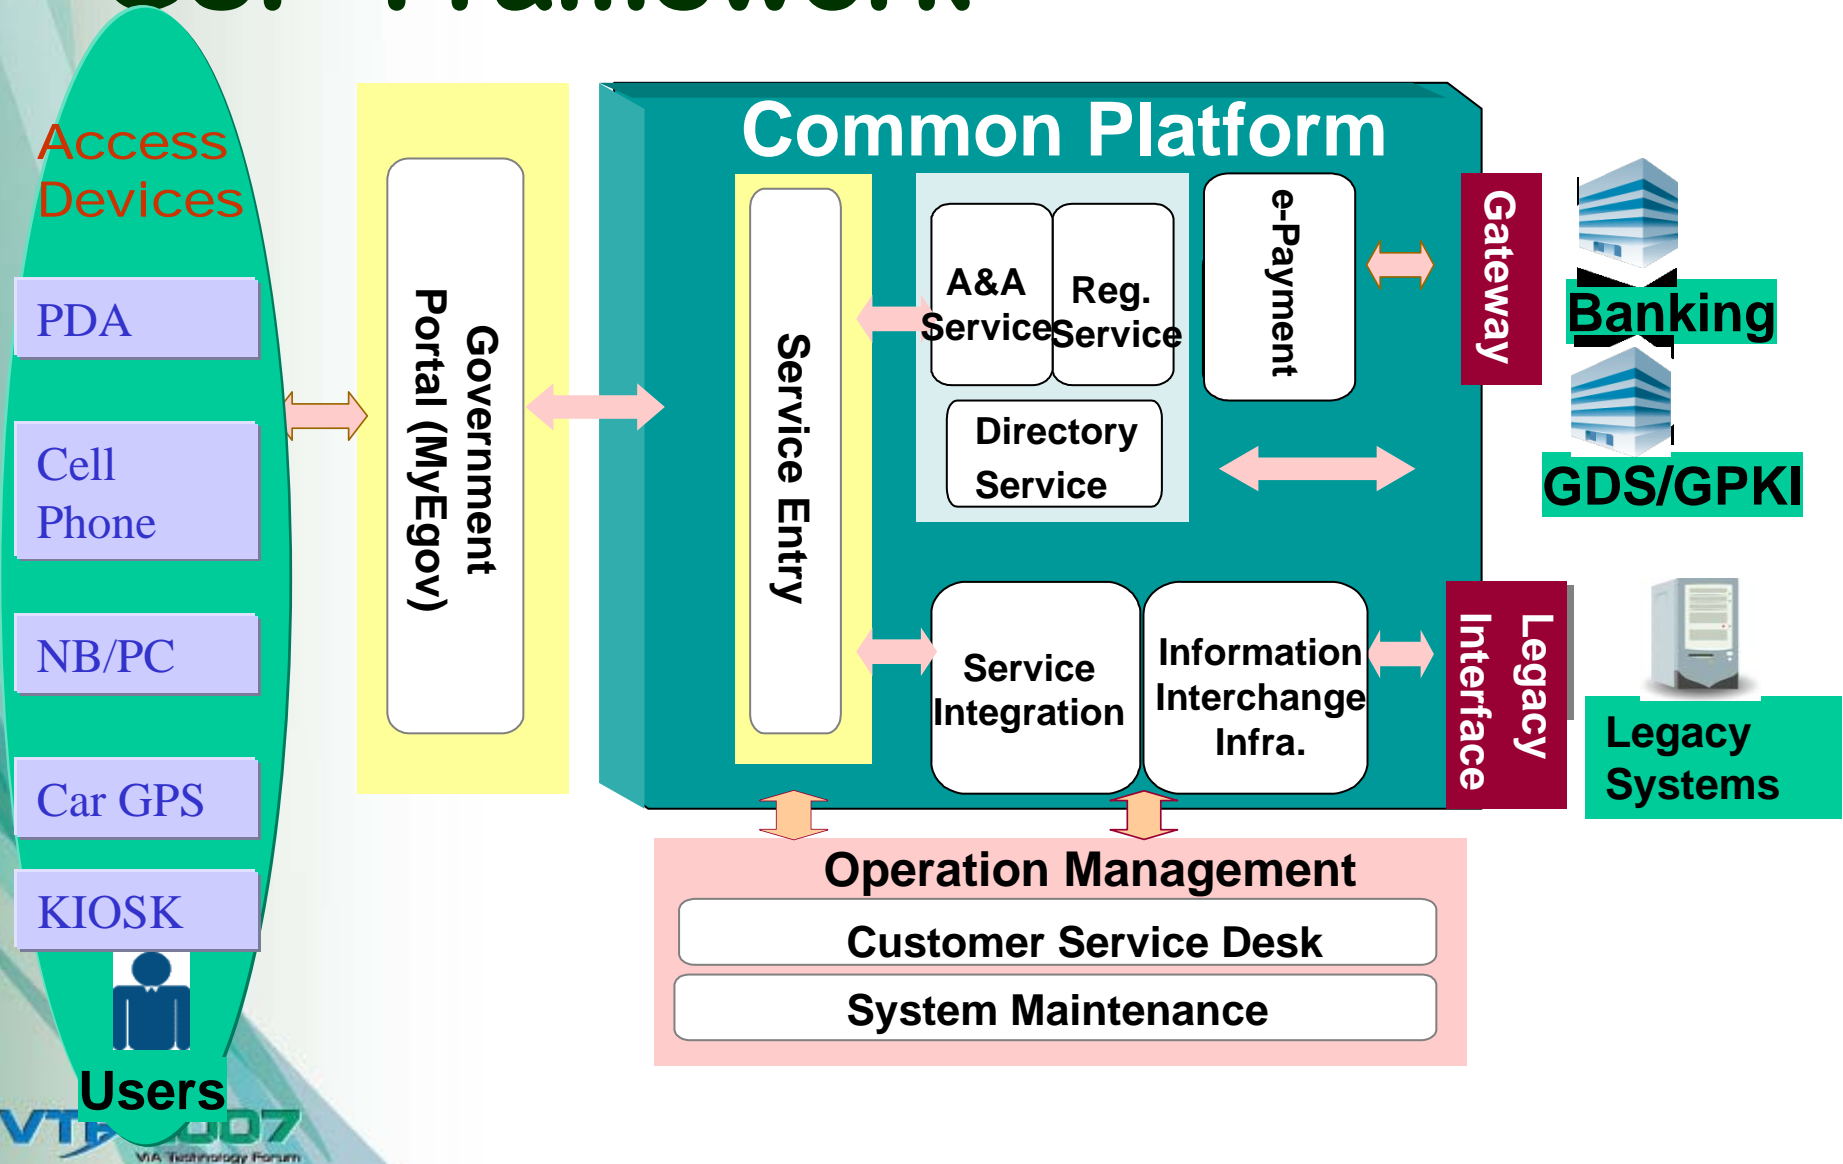 Framework
Access
Devices
PDA
Cell
Phone
NB/PC
Car GPS
KIOSK
Users
VIA Technology Forum
Government
Portal (MyEgov)
Common Platform
Service Entry
A&A
Service
Reg.
Service
Directory
Service
e-Payment
Service
Integration
Information
Interchange
Infra.
Gateway
Legacy
Interface
Banking
GDS/GPKI
Legacy
Systems
Operation Management
Customer Service Desk
System Maintenance